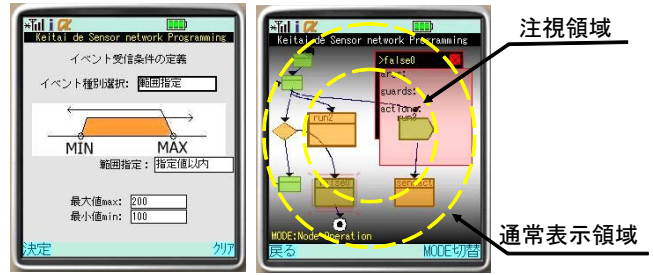 Keitai de Sensor network Programming
イベント受信条件の定義
イベント種別選択: 範囲指定
MIN
MAX
範囲指定: 指定値以内
最大値max: 200
最小値min: 100
決定
クリア
Keitai de Sensor network Programming
>false0
args:
guards:
actions:
run2
run3
false0
sendact
MODE:Node Operation
戻る
MODE切替
注視領域
通常表示領域